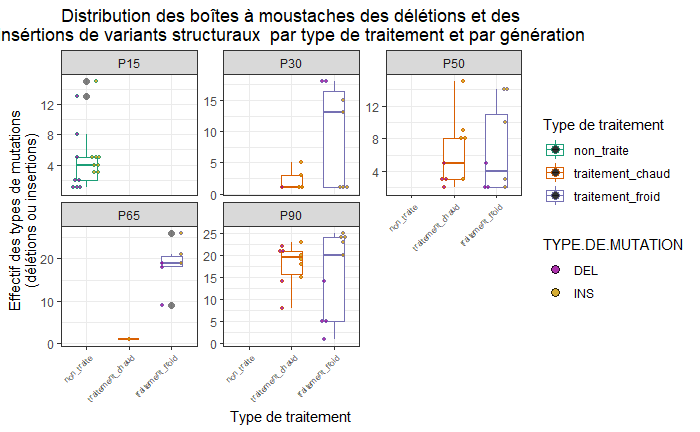 Distribution des boîtes à moustaches des délétions et des
nsértions de variants structuraux par type de traitement et par génération
P15
P30
P50
12
8
4
15
10
5
0
12
8
4
P65
P90
20
10
0
25
20
15
10
5
0
non_traite
traitement_chaud
traitement_froid
non_traite
traitement_chaud
traitement_froid
non_traite
traitement_chaud
traitement_froid
Type de traitement
Effectif des types de mutations
(délétions ou insertions)
Type de traitement
non_traite
traitement_chaud
traitement_froid
TYPE.DE.MUTATION
DEL
INS